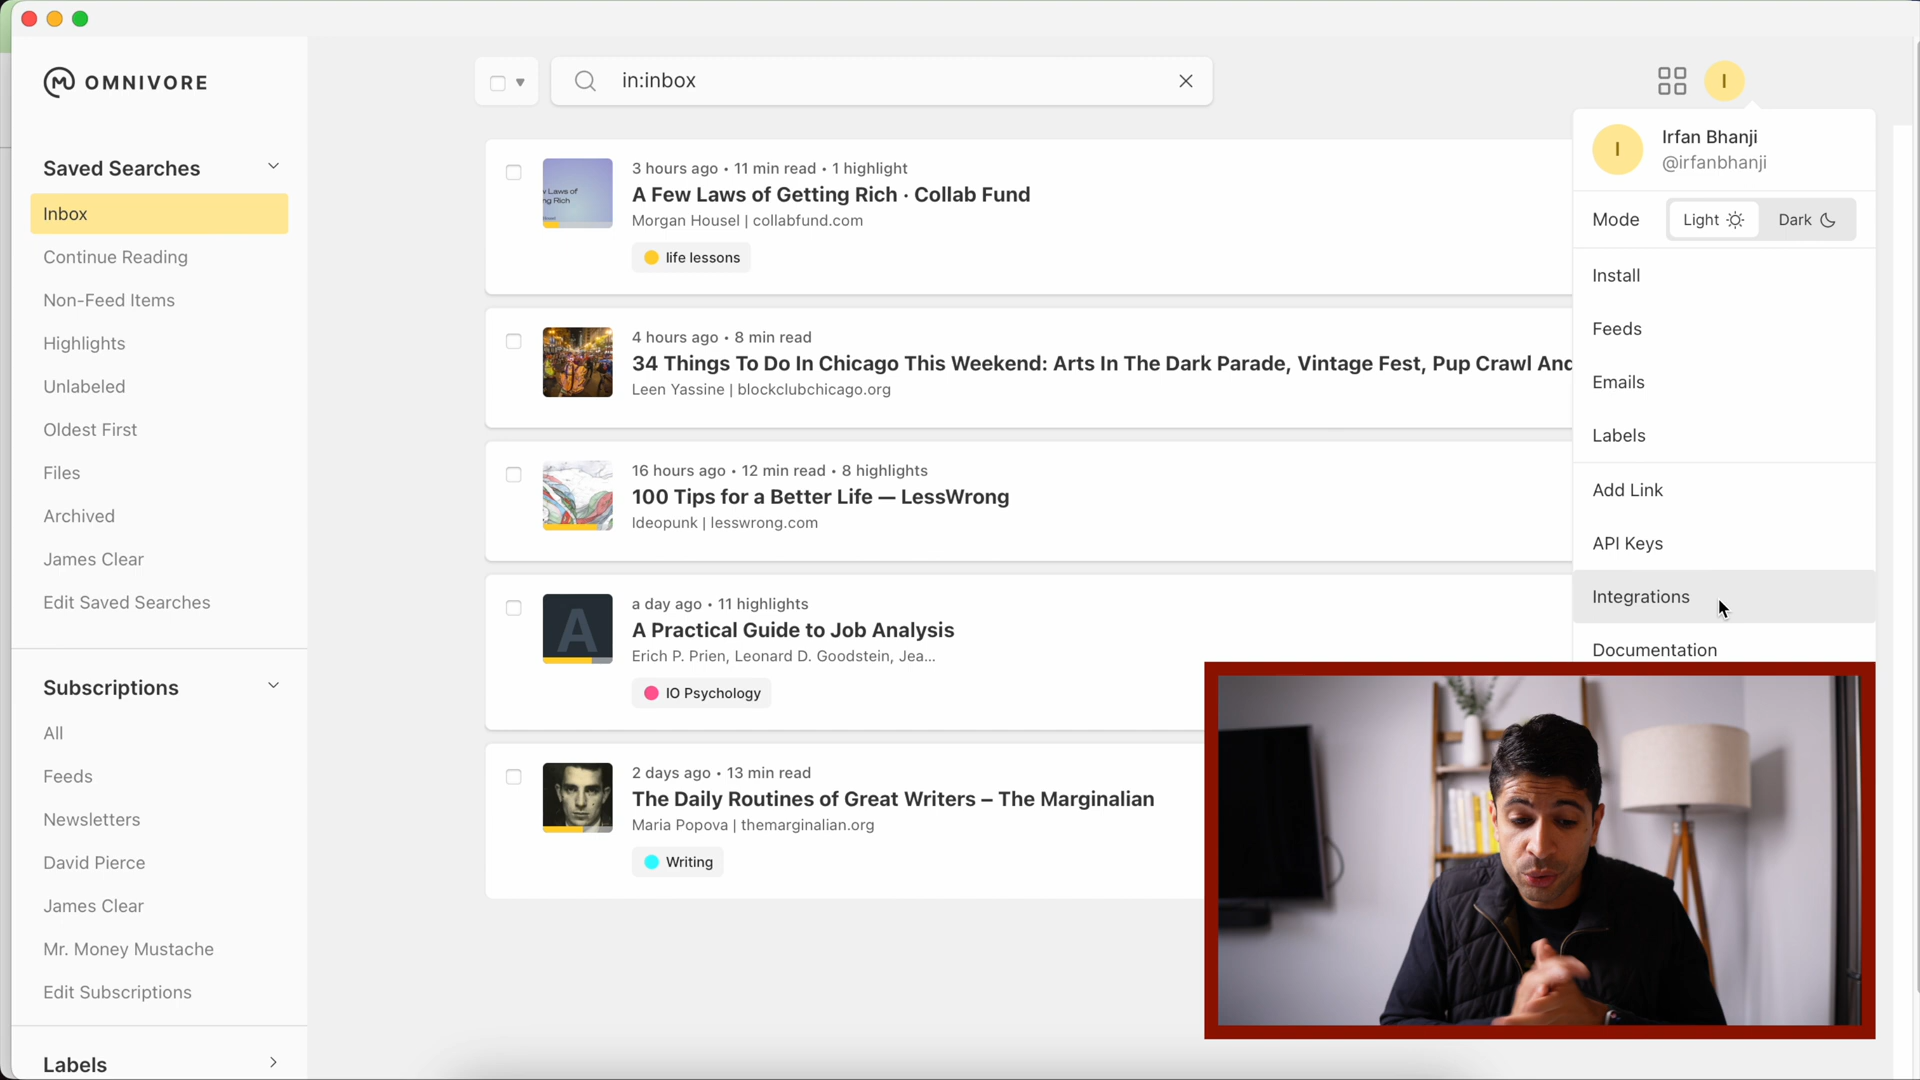 OMNIVORE
Saved Searches
Inbox
Continue Reading
Non-Feed Items
Highlights
Unlabeled
Oldest First
Files
Archived
James Clear
Edit Saved Searches
Subscriptions
All
Feeds
Newsletters
David Pierce
James Clear
Mr. Money Mustache
Edit Subscriptions
Labels
in:inbox
3 hours ago • 11 min read • 1 highlight
A Few Laws of Getting Rich · Collab Fund
Morgan Housel | collabfund.com
life lessons
4 hours ago • 8 min read
34 Things To Do In Chicago This Weekend: Arts In The Dark Parade, Vintage Fest, Pup Crawl And
Leen Yassine | blockclubchicago.org
16 hours ago • 12 min read • 8 highlights
100 Tips for a Better Life — LessWrong
Ideopunk | lesswrong.com
a day ago • 11 highlights
A Practical Guide to Job Analysis
Erich P. Prien, Leonard D. Goodstein, Jea...
IO Psychology
2 days ago • 13 min read
The Daily Routines of Great Writers – The Marginalian
Maria Popova | themarginalian.org
Writing
I
I
Irfan Bhanji
@irfanbhanji
Mode Light Dark
Install
Feeds
Emails
Labels
Add Link
API Keys
Integrations
Documentation